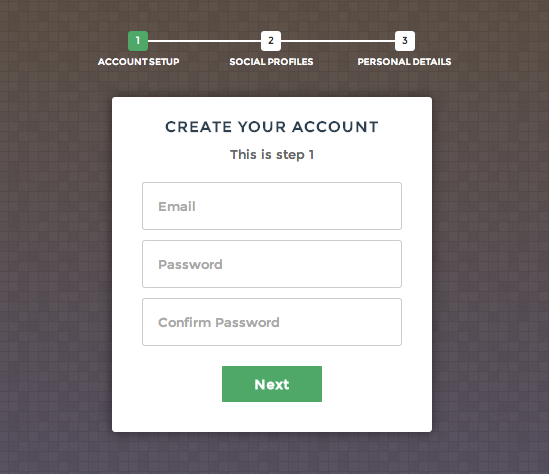 1 2 3
ACCOUNT SETUP SOCIAL PROFILES PERSONAL DETAILS
CREATE YOUR ACCOUNT
This is step 1
Email
Password
Confirm Password
Next